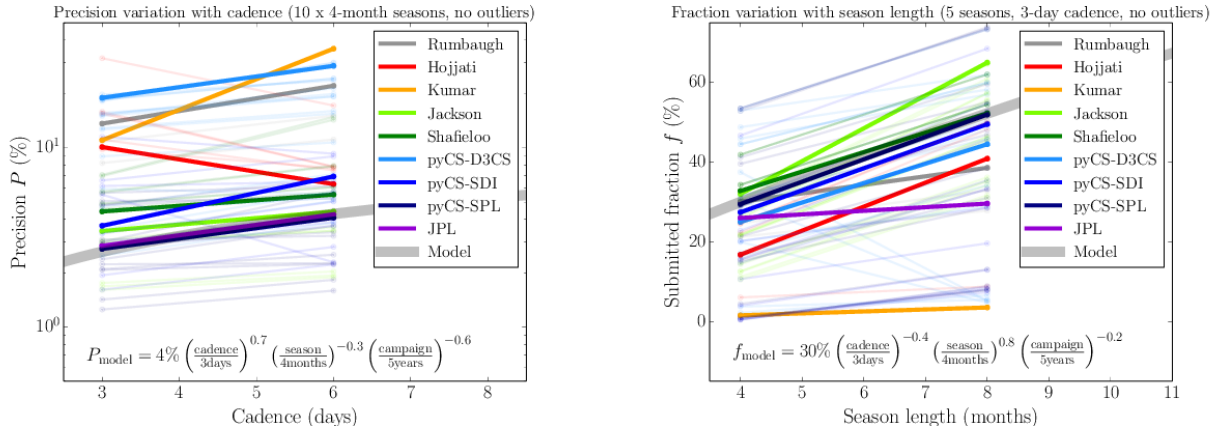 Precision variation with cadence (10 x 4-month seasons, no outliers)
Precision P (%)
10^1
10^0
Rumbaugh
Hojjati
Kumar
Jackson
Shafieloo
pyCS-D3CS
pyCS-SDI
pyCS-SPL
JPL
Model
P_model = 4% (cadence/3days)^0.7 (season/4months)^−0.3 (campaign/5years)^−0.6
3 4 5 6 7 8
Cadence (days)
Fraction variation with season length (5 seasons, 3-day cadence, no outliers)
Submitted fraction f (%)
60
40
20
0
Rumbaugh
Hojjati
Kumar
Jackson
Shafieloo
pyCS-D3CS
pyCS-SDI
pyCS-SPL
JPL
Model
f_model = 30% (cadence/3days)^−0.4 (season/4months)^0.8 (campaign/5years)^−0.2
4 5 6 7 8 9 10 11
Season length (months)